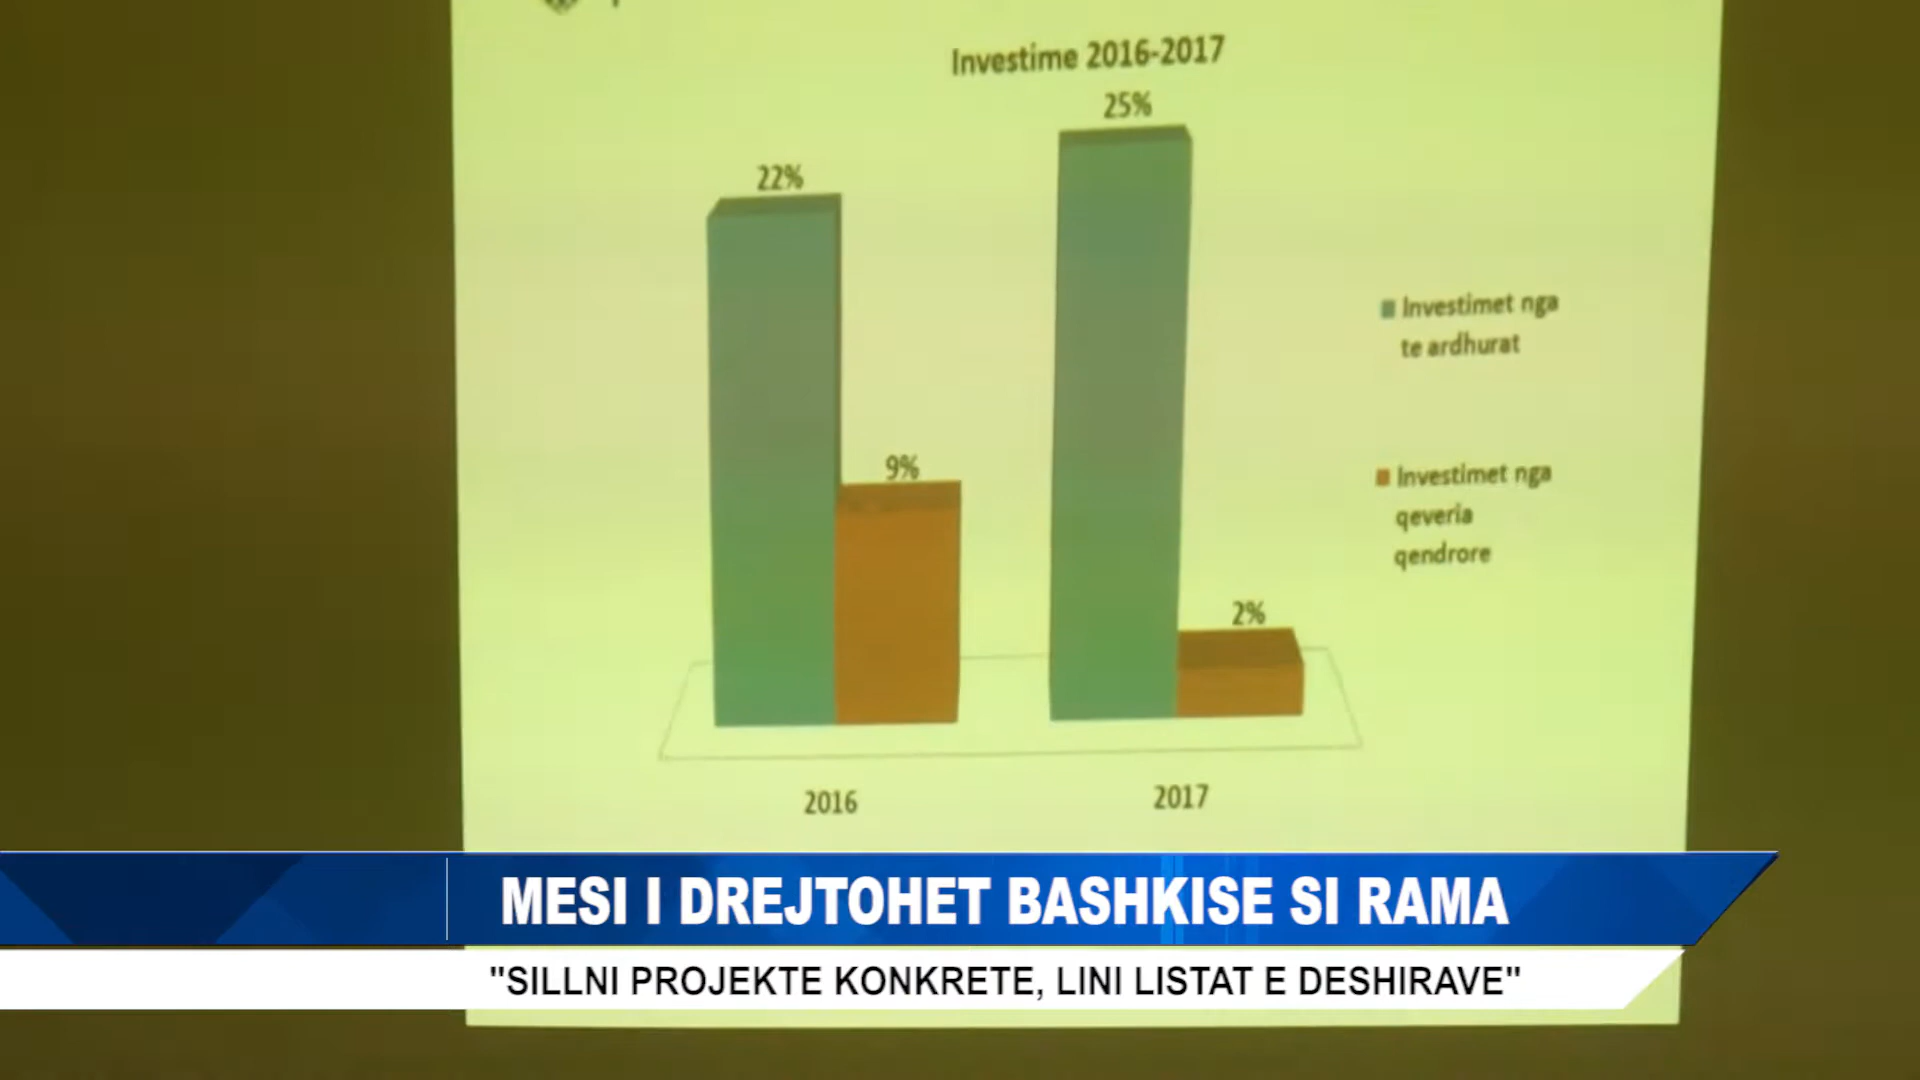 Investime 2016-2017
25%
22%
9%
2%
Investimet nga
te ardhurat
Investimet nga
qeveria
qendrore
2016
2017
MESI I DREJTOHET BASHKISE SI RAMA
"SILLNI PROJEKTE KONKRETE, LINI LISTAT E DESHIRAVE"